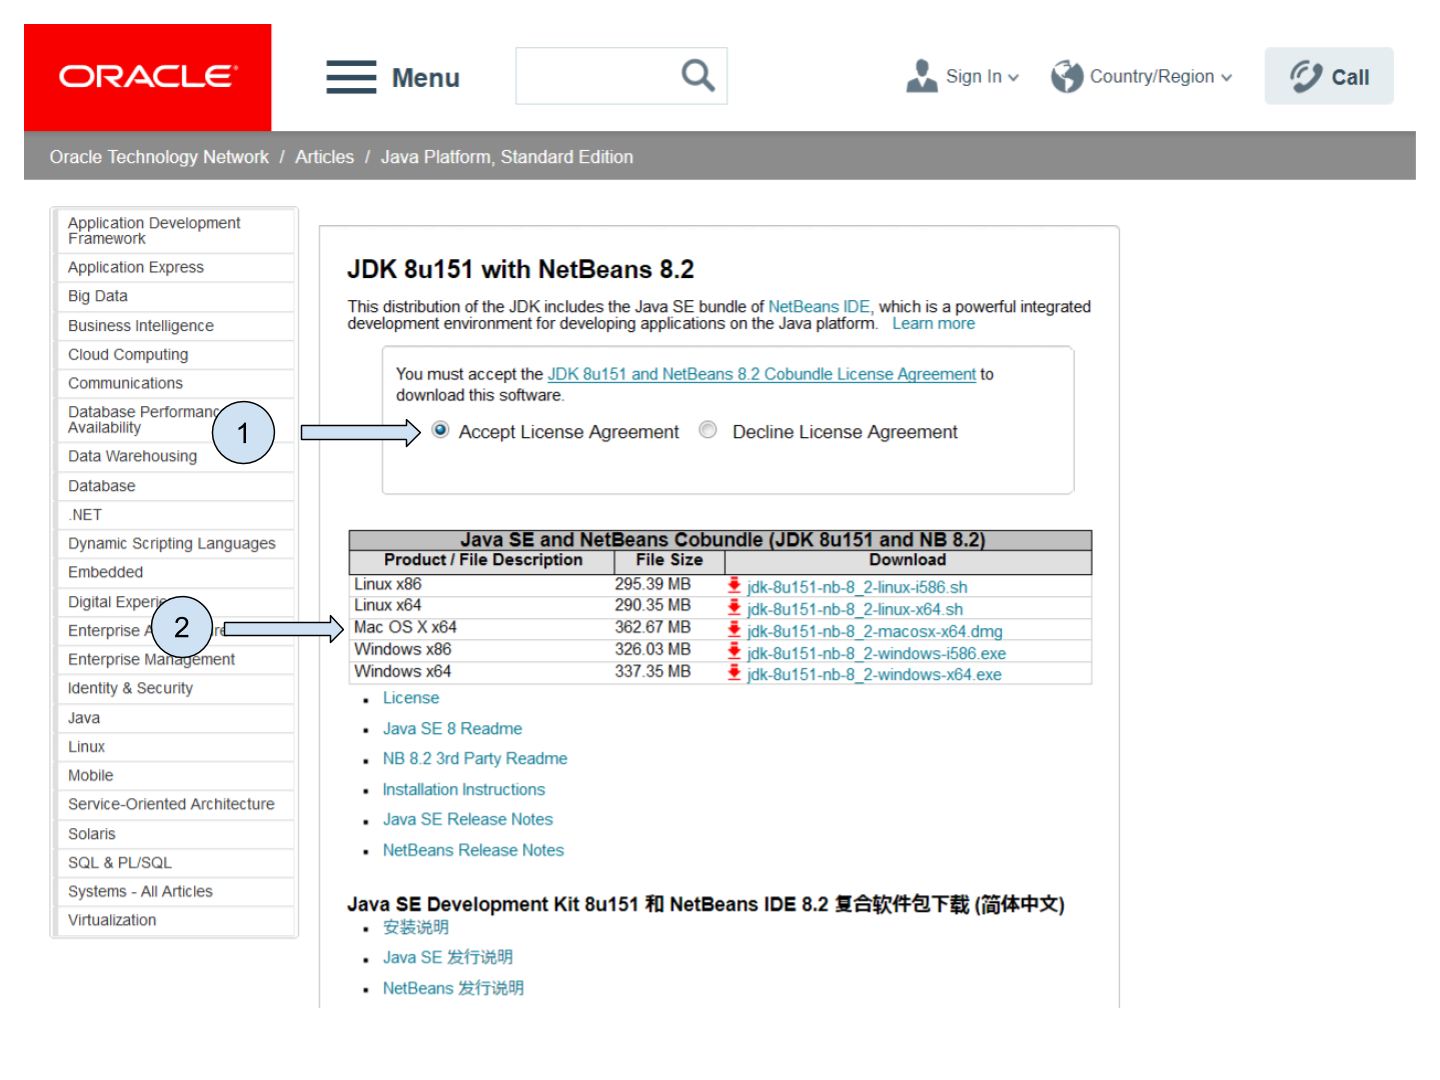 ORACLE
Menu
Sign In
Country/Region
Call
Oracle Technology Network / Articles / Java Platform, Standard Edition
Application Development
Framework
Application Express
Big Data
Business Intelligence
Cloud Computing
Communications
Database Performanc
Availability
Data Warehousing
Database
.NET
Dynamic Scripting Languages
Embedded
Digital Experie
Enterprise A re
Enterprise Management
Identity & Security
Java
Linux
Mobile
Service-Oriented Architecture
Solaris
SQL & PL/SQL
Systems - All Articles
Virtualization
JDK 8u151 with NetBeans 8.2
This distribution of the JDK includes the Java SE bundle of NetBeans IDE, which is a powerful integrated
development environment for developing applications on the Java platform. Learn more
You must accept the JDK 8u151 and NetBeans 8.2 Cobundle License Agreement to
download this software.
1
Accept License Agreement Decline License Agreement
Java SE and NetBeans Cobundle (JDK 8u151 and NB 8.2)
Product / File Description File Size Download
Linux x86 295.39 MB jdk-8u151-nb-8_2-linux-i586.sh
Linux x64 290.35 MB jdk-8u151-nb-8_2-linux-x64.sh
2
Mac OS X x64 362.67 MB jdk-8u151-nb-8_2-macosx-x64.dmg
Windows x86 326.03 MB jdk-8u151-nb-8_2-windows-i586.exe
Windows x64 337.35 MB jdk-8u151-nb-8_2-windows-x64.exe
License
Java SE 8 Readme
NB 8.2 3rd Party Readme
Installation Instructions
Java SE Release Notes
NetBeans Release Notes
Java SE Development Kit 8u151 和 NetBeans IDE 8.2 复合软件包下载 (简体中文)
安装说明
Java SE 发行说明
NetBeans 发行说明